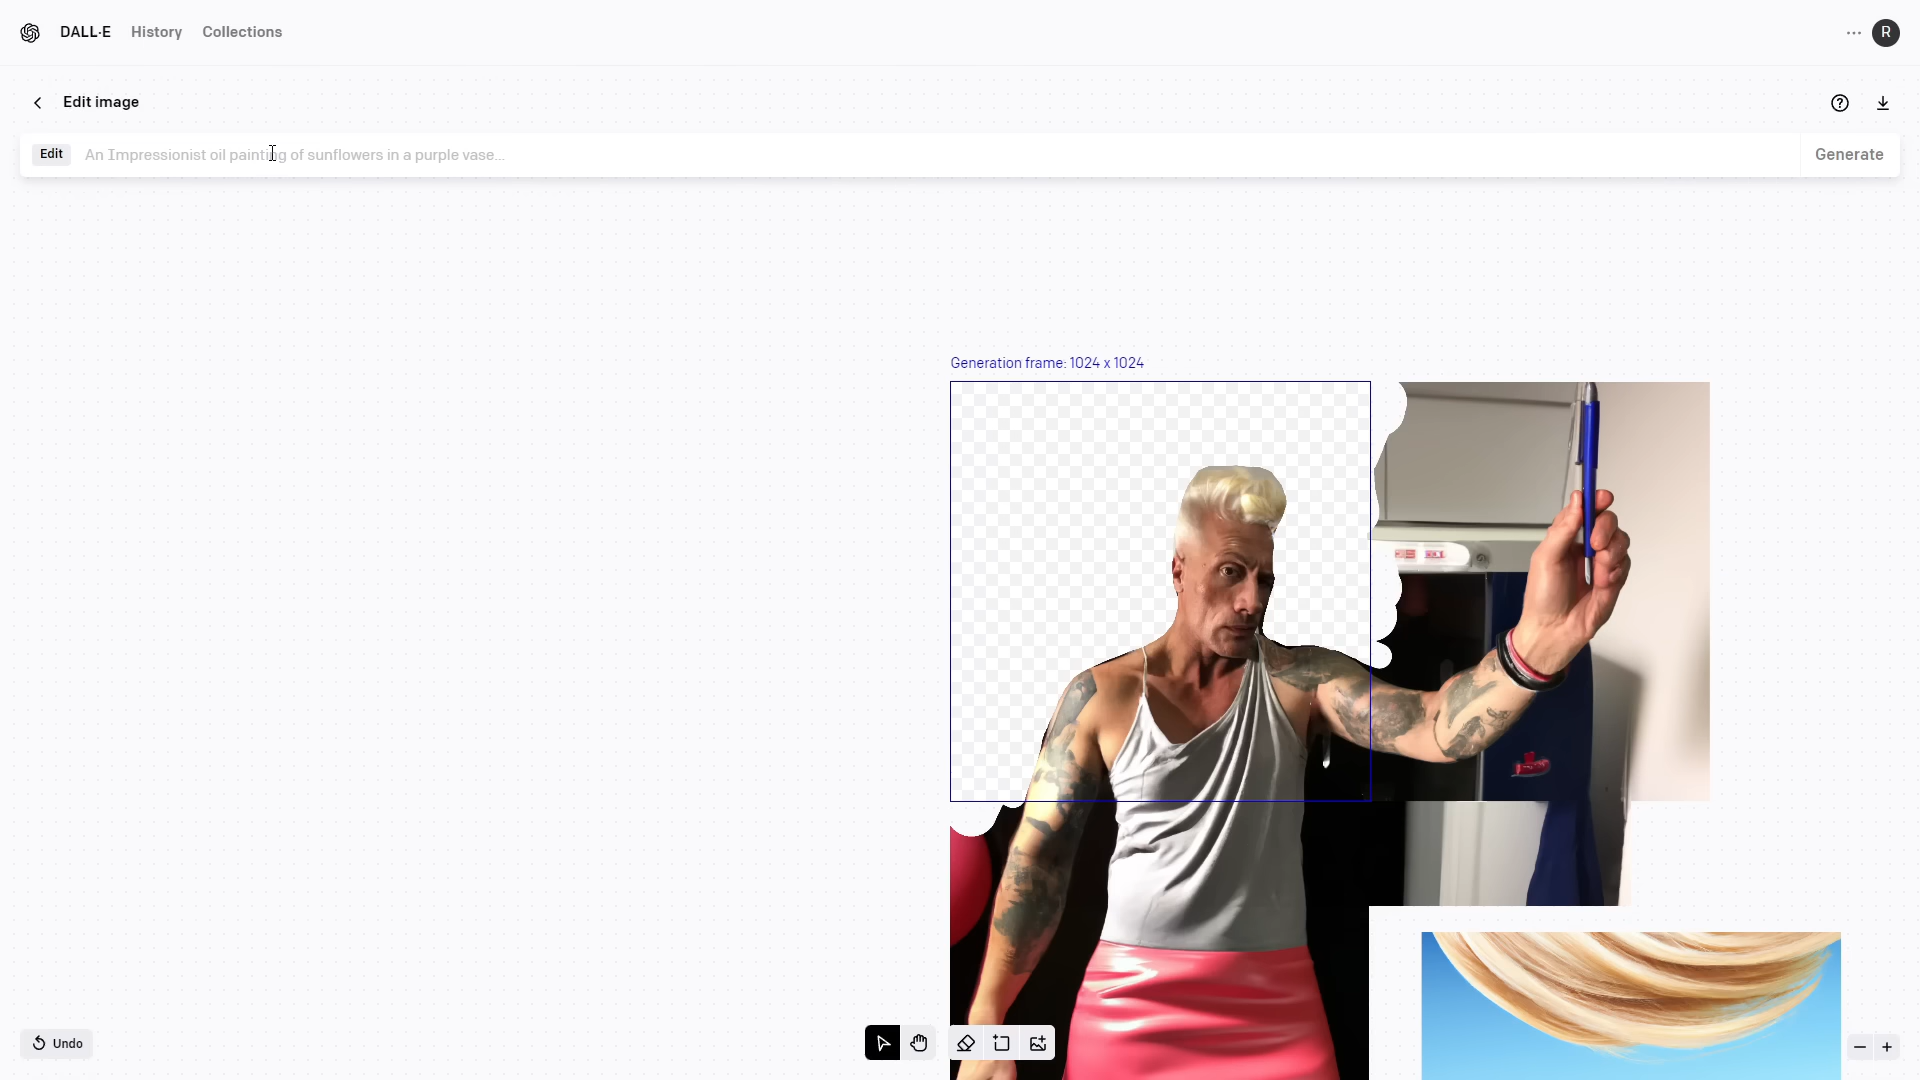 DALL·E History Collections
R
Edit image
Edit An Impressionist oil painting of sunflowers in a purple vase... Generate
Generation frame: 1024 x 1024
Undo